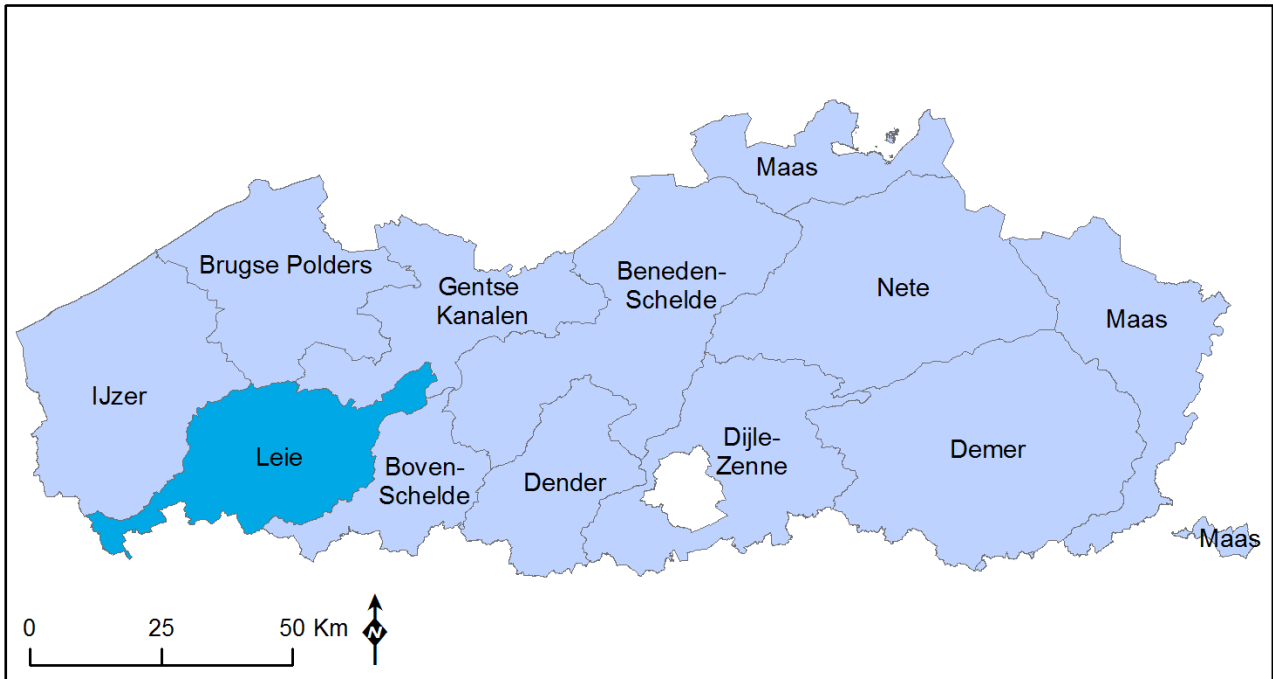 Maas
Brugse Polders
Gentse
Kanalen
Beneden-
Schelde
Nete
Maas
IJzer
Leie
Boven-
Schelde
Dender
Dijle-
Zenne
Demer
Maas
0 25 50 Km
N